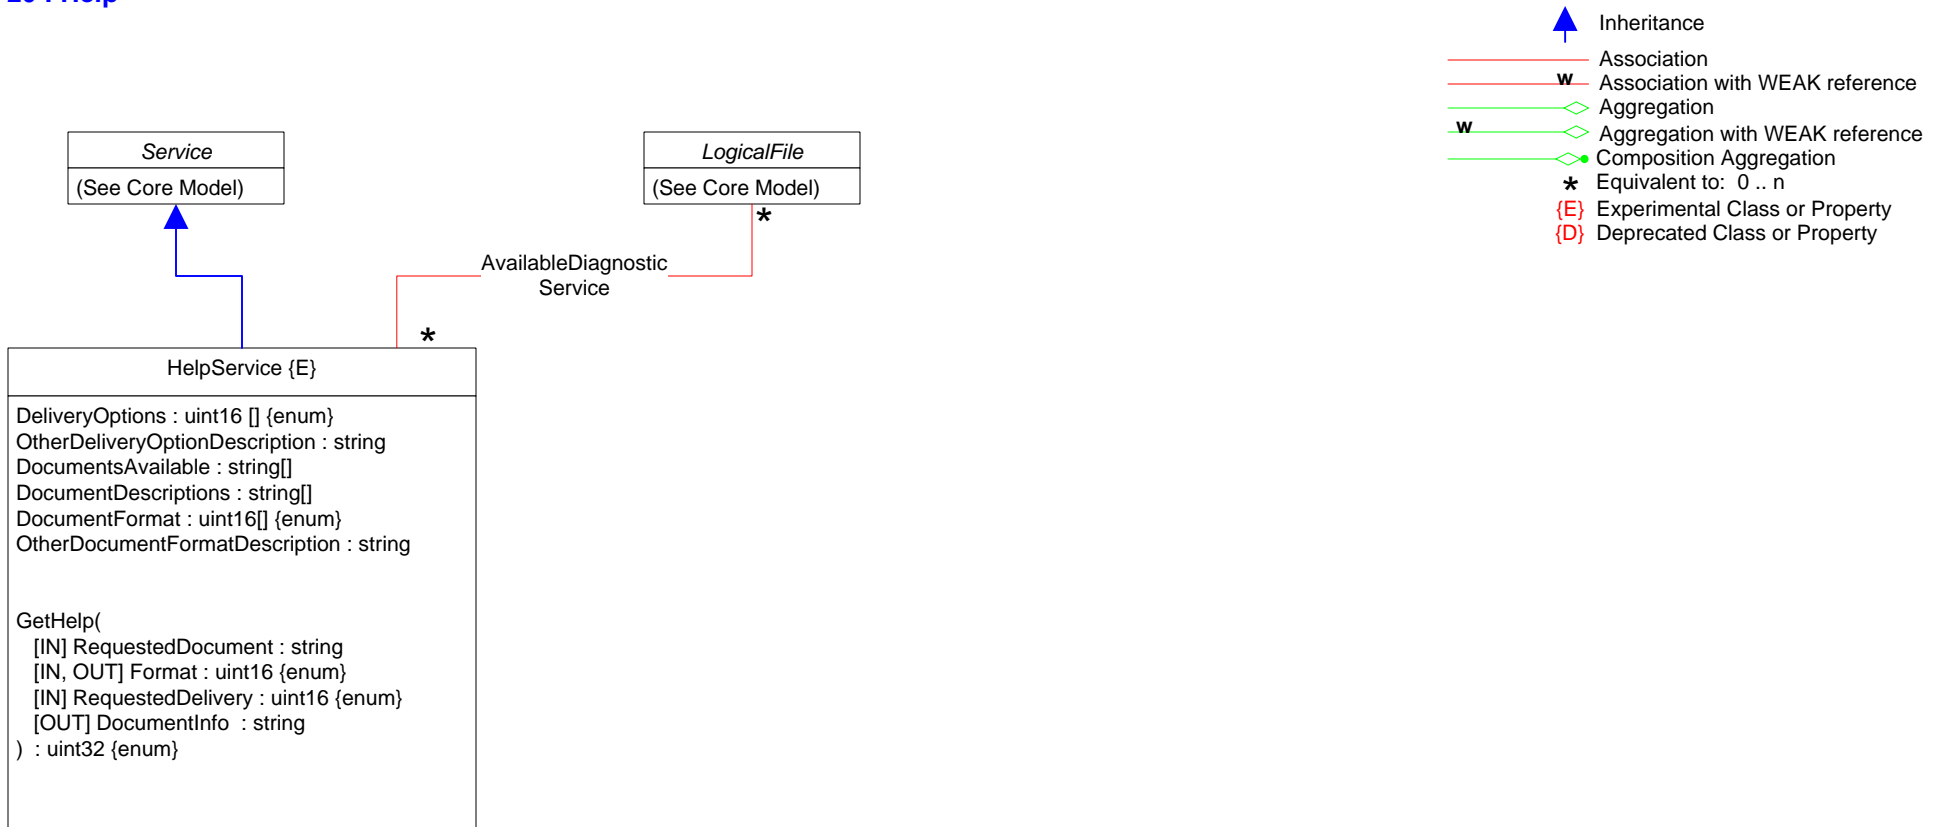 Help
Inheritance
Association
w Association with WEAK reference
Aggregation
w Aggregation with WEAK reference
Composition Aggregation
* Equivalent to: 0 .. n
{E} Experimental Class or Property
{D} Deprecated Class or Property
Service
(See Core Model)
LogicalFile
(See Core Model)
*
AvailableDiagnostic
Service
*
HelpService {E}
DeliveryOptions : uint16 [] {enum}
OtherDeliveryOptionDescription : string
DocumentsAvailable : string[]
DocumentDescriptions : string[]
DocumentFormat : uint16[] {enum}
OtherDocumentFormatDescription : string
GetHelp(
[IN] RequestedDocument : string
[IN, OUT] Format : uint16 {enum}
[IN] RequestedDelivery : uint16 {enum}
[OUT] DocumentInfo : string
) : uint32 {enum}